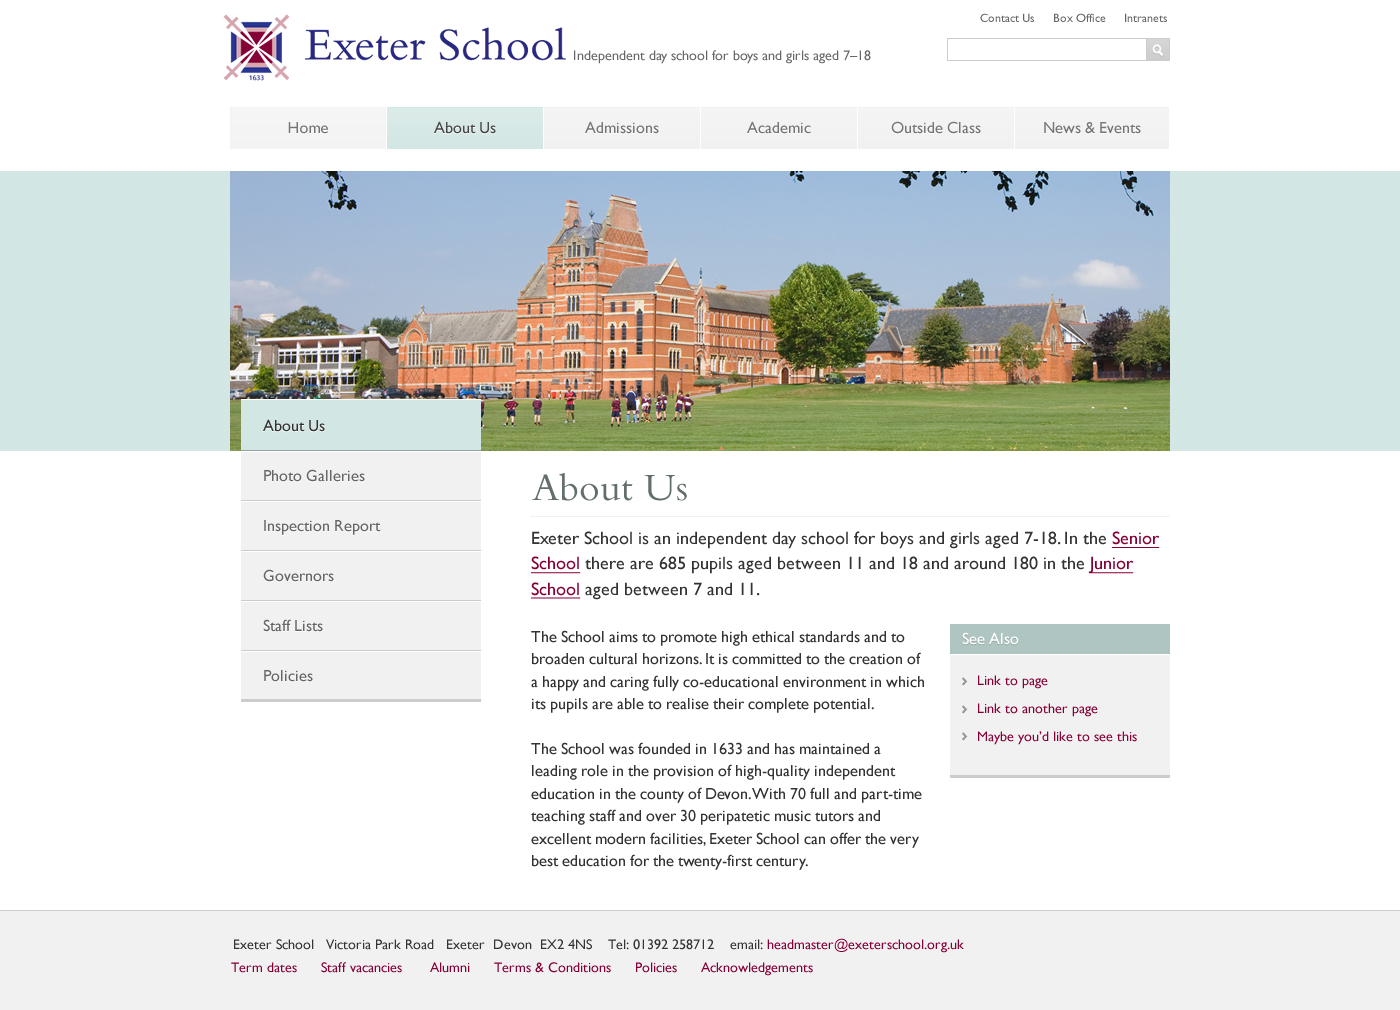 Contact Us Box Office Intranets
Exeter School Independent day school for boys and girls aged 7–18
1633
Home About Us Admissions Academic Outside Class News & Events
About Us
Photo Galleries
Inspection Report
Governors
Staff Lists
Policies
About Us
Exeter School is an independent day school for boys and girls aged 7-18. In the Senior
School there are 685 pupils aged between 11 and 18 and around 180 in the Junior
School aged between 7 and 11.
The School aims to promote high ethical standards and to
broaden cultural horizons. It is committed to the creation of
a happy and caring fully co-educational environment in which
its pupils are able to realise their complete potential.
The School was founded in 1633 and has maintained a
leading role in the provision of high-quality independent
education in the county of Devon. With 70 full and part-time
teaching staff and over 30 peripatetic music tutors and
excellent modern facilities, Exeter School can offer the very
best education for the twenty-first century.
See Also
Link to page
Link to another page
Maybe you'd like to see this
Exeter School Victoria Park Road Exeter Devon EX2 4NS Tel: 01392 258712 email: headmaster@exeterschool.org.uk
Term dates Staff vacancies Alumni Terms & Conditions Policies Acknowledgements